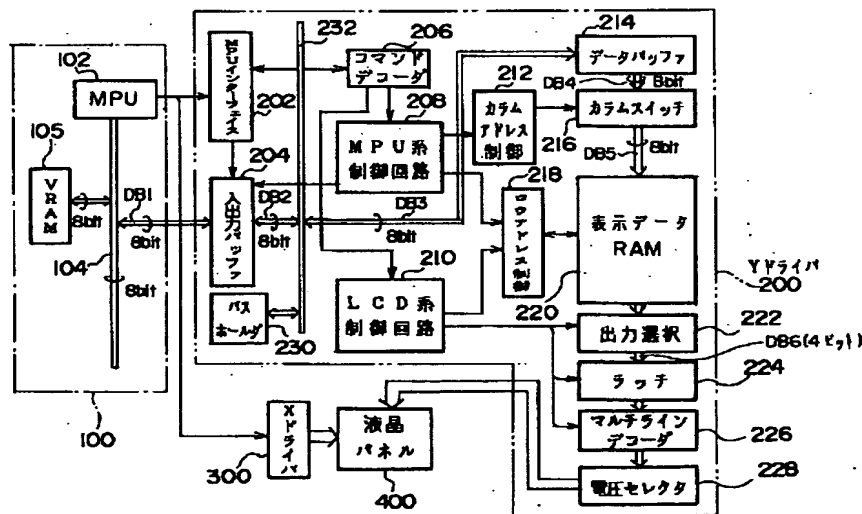 232
206
214
102
MPU
MPU
インターフェイス
202
コマンド
デコーダ
データバッファ
DB4
8bit
212
208
カラム
アドレス
制御
カラムスイッチ
216
105
VRAM
204
MPU系
制御回路
DB5
8bit
218
DB1
8bit
8bit
入出力バッファ
DB2
8bit
DB3
8bit
ロウアドレス制御
表示データ
RAM
104
8bit
210
Yドライバ
200
バス
ホールダ
230
LCD系
制御回路
220
出力選択
222
DB6(4ビット)
ラッチ
224
100
Xドライバ
300
液晶
パネル
400
マルチライン
デコーダ
226
電圧セレクタ
228